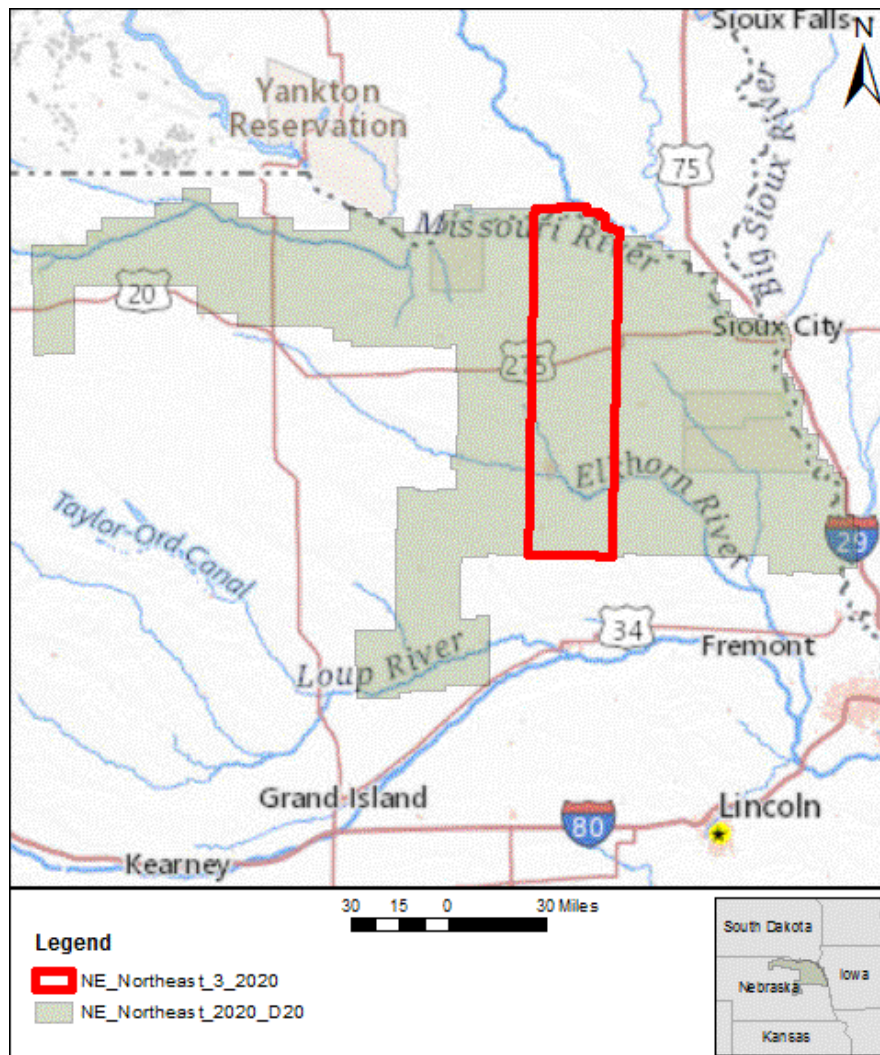 Sioux Falls
N
Yankton
Reservation
75
Big Sioux River
Missouri River
20
Sioux City
275
Elkhorn River
Taylor-Ord Canal
29
34
Fremont
Loup River
Grand Island
80
Lincoln
Kearney
30 15 0 30 Miles
Legend
NE_Northeast_3_2020
NE_Northeast_2020_D20
South Dakota
Nebraska
Iowa
Kansas